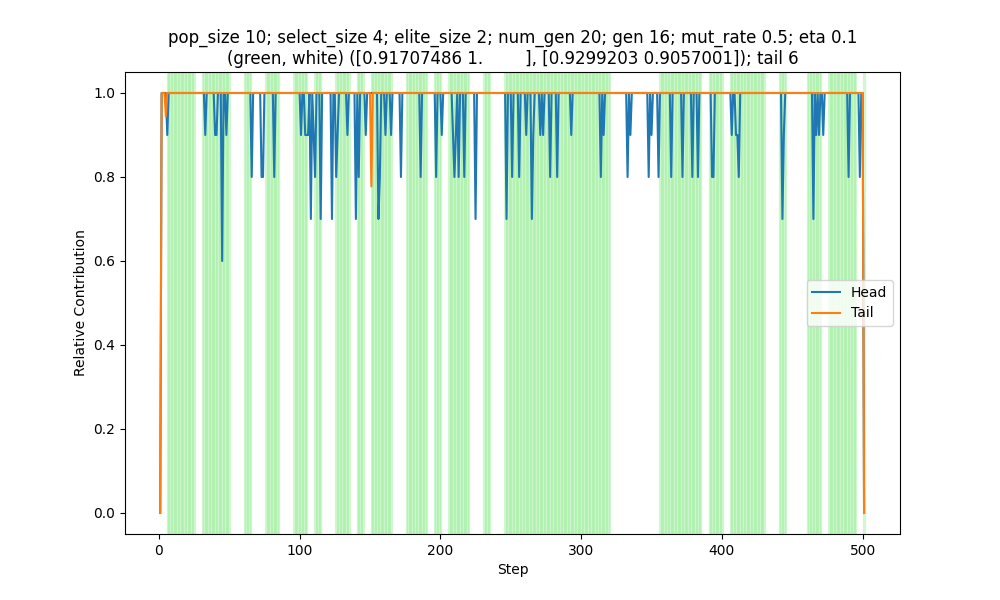 pop_size 10; select_size 4; elite_size 2; num_gen 20; gen 16; mut_rate 0.5; eta 0.1
(green, white) ([0.91707486 1.        ], [0.9299203 0.9057001]); tail 6
1.0
0.8
0.6
0.4
0.2
0.0
Relative Contribution
Head
Tail
0
100
200
300
400
500
Step